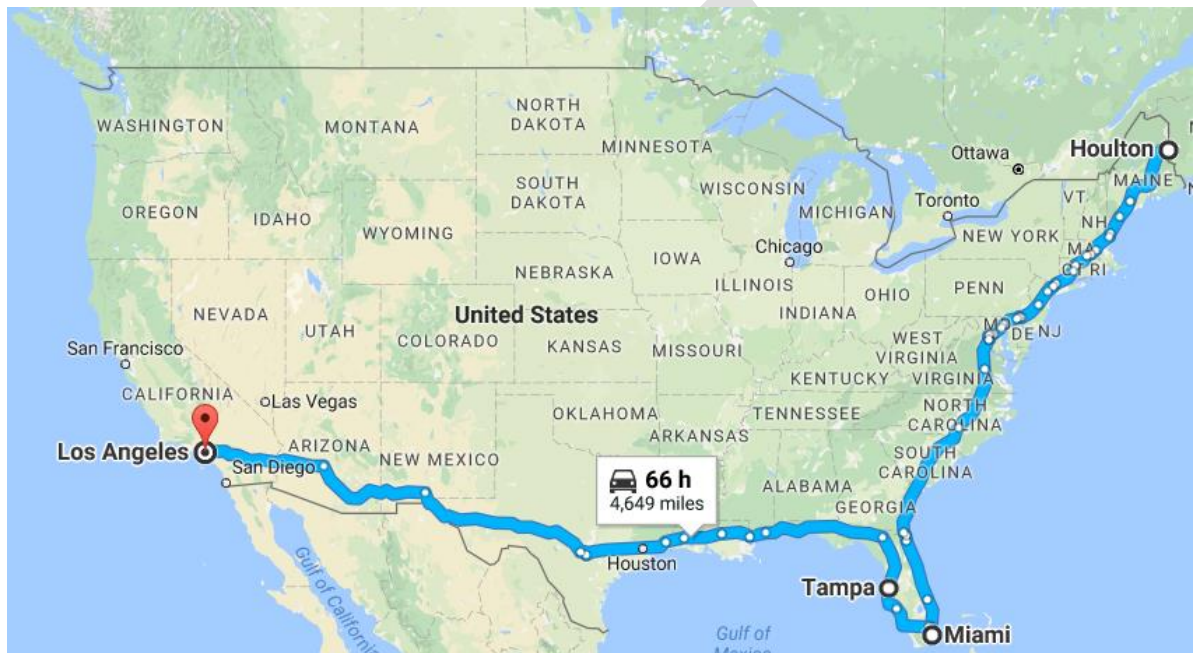 WASHINGTON
MONTANA
NORTH
DAKOTA
MINNESOTA
Ottawa
Houlton
MAINE
OREGON
IDAHO
WYOMING
SOUTH
DAKOTA
WISCONSIN
MICHIGAN
Toronto
VT
NH
NEW YORK
MA
CT RI
Chicago
IOWA
NEBRASKA
ILLINOIS
INDIANA
OHIO
PENN
NEVADA
UTAH
COLORADO
United States
KANSAS
MISSOURI
WEST
VIRGINIA
DE NJ
San Francisco
CALIFORNIA
Las Vegas
KENTUCKY
VIRGINIA
OKLAHOMA
TENNESSEE
NORTH
CAROLINA
ARKANSAS
Los Angeles
San Diego
ARIZONA
NEW MEXICO
SOUTH
CAROLINA
66 h
4,649 miles
ALABAMA
GEORGIA
Houston
Gulf of California
Tampa
Miami
Gulf of